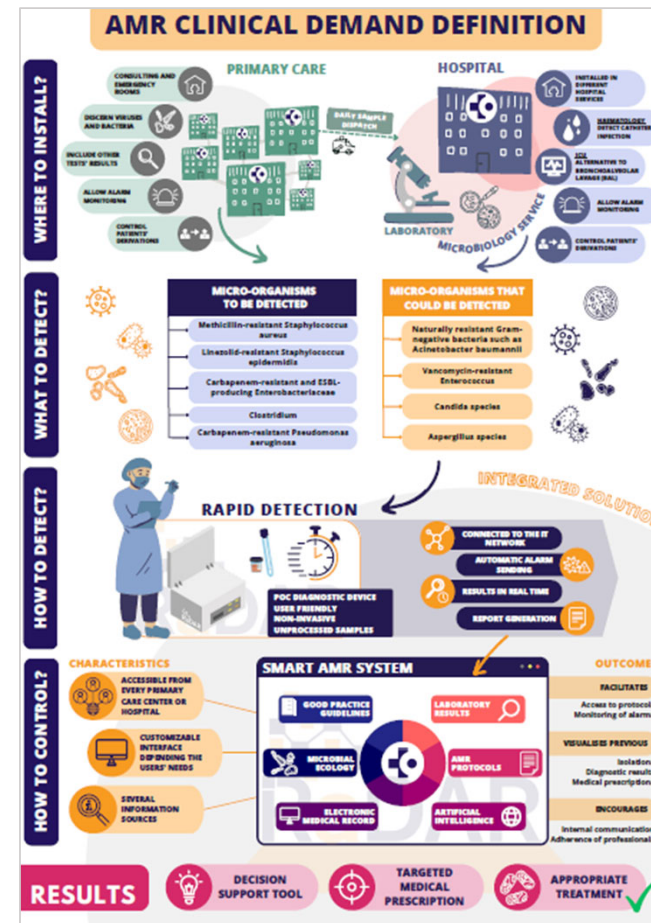 AMR CLINICAL DEMAND DEFINITION
WHERE TO INSTALL?
PRIMARY CARE
CONSULTING AND
EMERGENCY
ROOMS
DISCERN VIRUSES
AND BACTERIA
INCLUDE OTHER
TESTS' RESULTS
ALLOW ALARM
MONITORING
CONTROL
PATIENTS'
DERIVATIONS
DAILY SAMPLE
DISPATCH
HOSPITAL
LABORATORY
MICROBIOLOGY SERVICE
INSTALLED IN
DIFFERENT
HOSPITAL
SERVICES
HAEMATOLOGY
DETECT CATHETER
INFECTION
ICU
ALTERNATIVE TO
BRONCHOALVEOLAR
LAVAGE (BAL)
ALLOW ALARM
MONITORING
CONTROL PATIENTS'
DERIVATIONS
WHAT TO DETECT?
MICRO-ORGANISMS
TO BE DETECTED
Methicillin-resistant Staphylococcus
aureus
Linezolid-resistant Staphylococcus
epidermidis
Carbapenem-resistant and ESBL-
producing Enterobacteriaceae
Clostridium
Carbapenem-resistant Pseudomonas
aeruginosa
MICRO-ORGANISMS THAT
COULD BE DETECTED
Naturally resistant Gram-
negative bacteria such as
Acinetobacter baumannii
Vancomycin-resistant
Enterococcus
Candida species
Aspergillus species
HOW TO DETECT?
RAPID DETECTION
POC DIAGNOSTIC DEVICE
USER FRIENDLY
NON-INVASIVE
UNPROCESSED SAMPLES
INTEGRATED SOLUTION
CONNECTED TO THE IT
NETWORK
AUTOMATIC ALARM
SENDING
RESULTS IN REAL TIME
REPORT GENERATION
HOW TO CONTROL?
CHARACTERISTICS
ACCESSIBLE FROM
EVERY PRIMARY
CARE CENTER OR
HOSPITAL
CUSTOMIZABLE
INTERFACE
DEPENDING THE
USERS' NEEDS
SEVERAL
INFORMATION
SOURCES
SMART AMR SYSTEM
GOOD PRACTICE
GUIDELINES
LABORATORY
RESULTS
MICROBIAL
ECOLOGY
AMR
PROTOCOLS
ELECTRONIC
MEDICAL RECORD
ARTIFICIAL
INTELLIGENCE
OUTCOME
FACILITATES
Access to protocol
Monitoring of alarm
VISUALISES PREVIOUS
Isolation
Diagnostic result
Medical prescription
ENCOURAGES
Internal communication
Adherence of professional
RESULTS
DECISION
SUPPORT TOOL
TARGETED
MEDICAL
PRESCRIPTION
APPROPRIATE
TREATMENT